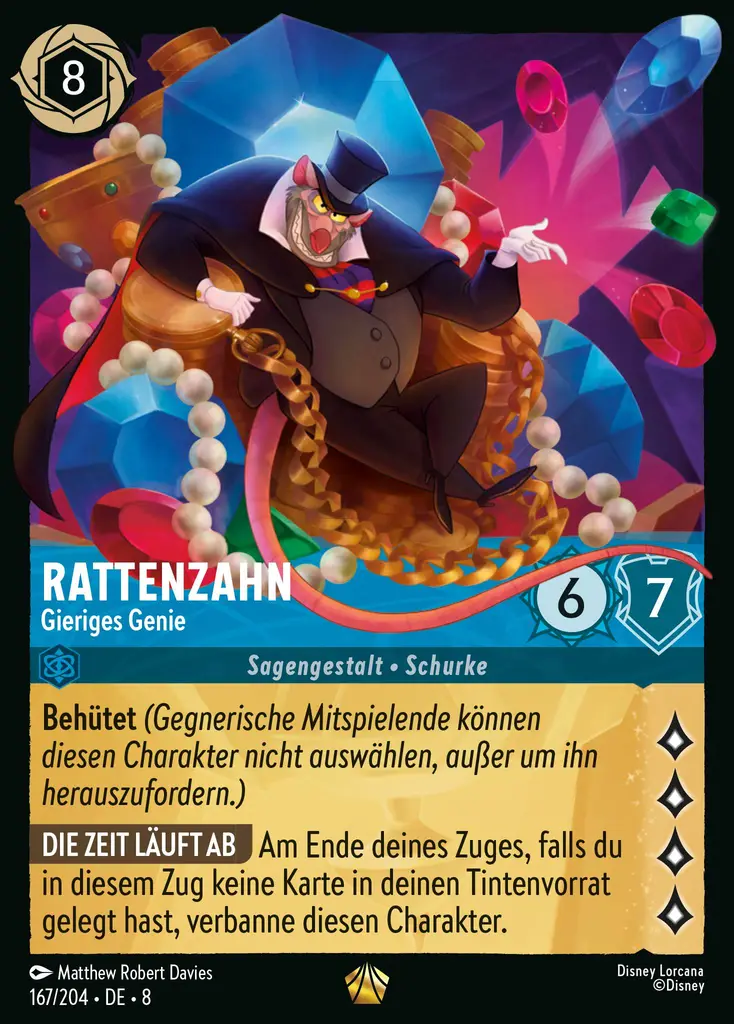 8
RATTENZAHN
Gieriges Genie
6
7
Sagengestalt • Schurke
Behütet (Gegnerische Mitspielende können
diesen Charakter nicht auswählen, außer um ihn
herauszufordern.)
DIE ZEIT LÄUFT AB Am Ende deines Zuges, falls du
in diesem Zug keine Karte in deinen Tintenvorrat
gelegt hast, verbanne diesen Charakter.
Matthew Robert Davies
167/204 • DE • 8
Disney Lorcana
©Disney